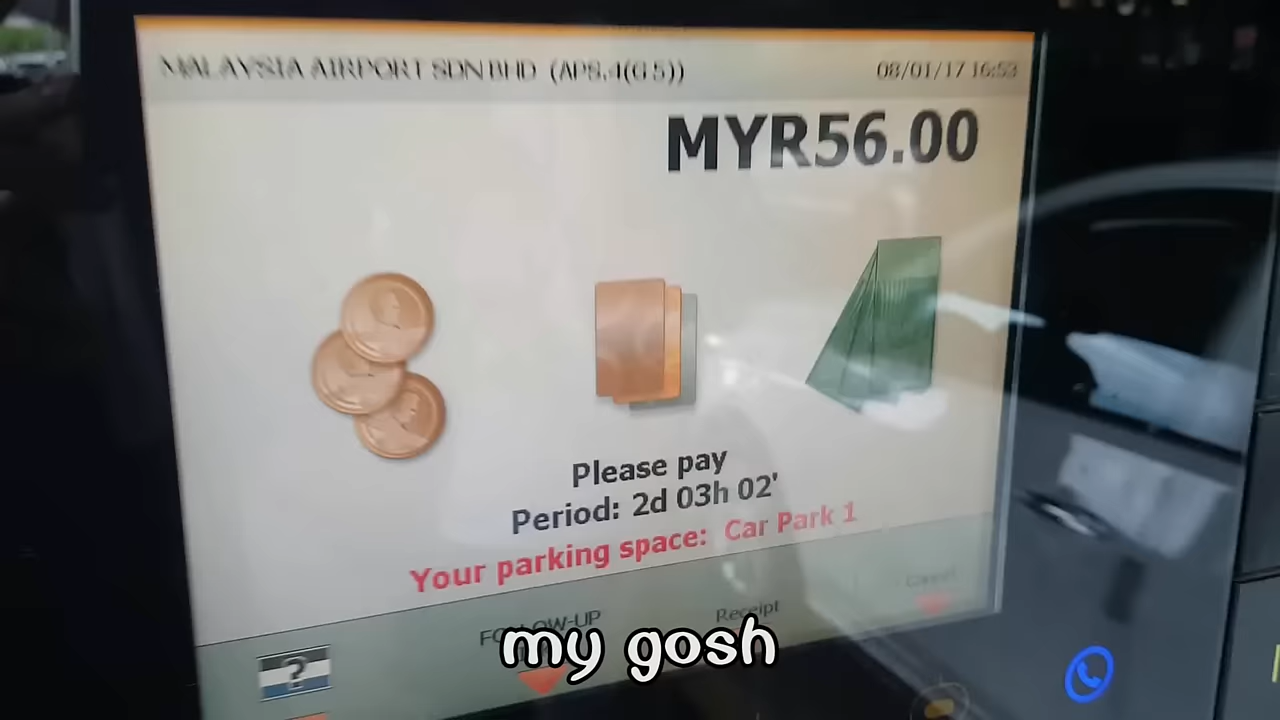 MALAYSIA AIRPORT SDN BHD (APS.4(G5))
08/01/17 16:53
MYR56.00
Please pay
Period: 2d 03h 02'
Your parking space: Car Park 1
Cancel
Receipt
FOLLOW-UP
?
my gosh